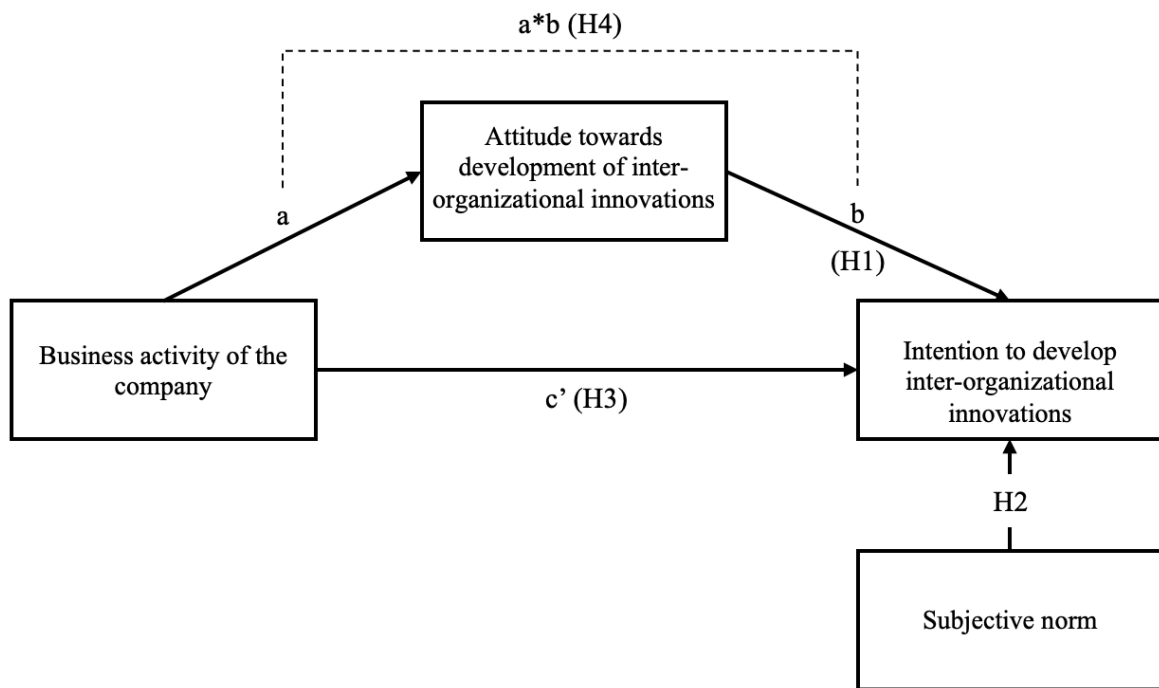 a*b (H4)
Attitude towards
development of inter-
organizational innovations
a
b
(H1)
Business activity of the
company
Intention to develop
inter-organizational
innovations
c’ (H3)
H2
Subjective norm